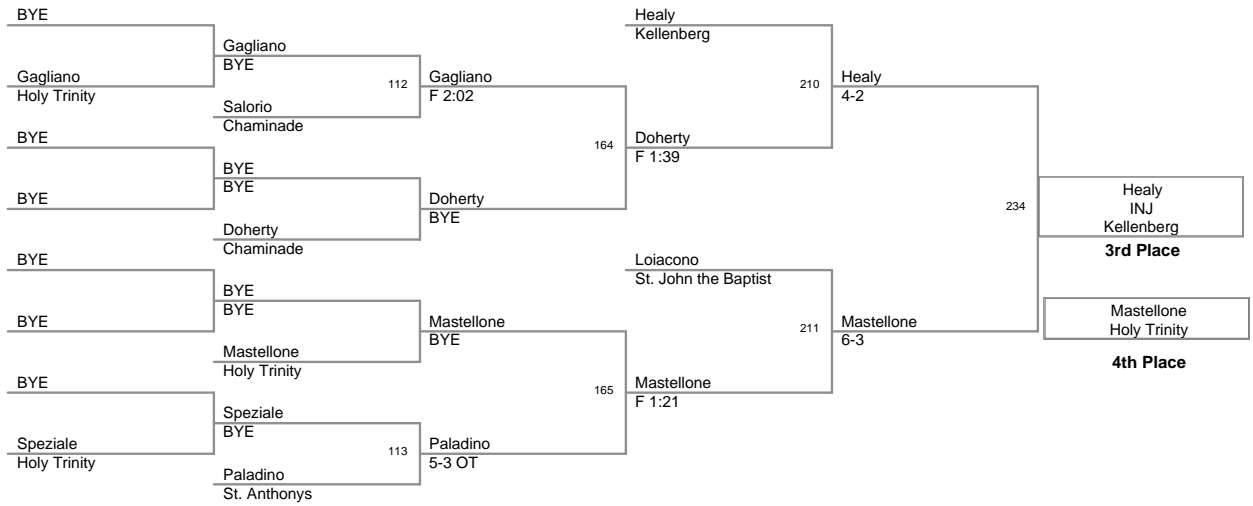 BYE
Gagliano
Holy Trinity
BYE
BYE
BYE
BYE
BYE
Speziale
Holy Trinity
Gagliano
BYE
112
Salorio
Chaminade
BYE
BYE
Doherty
Chaminade
BYE
BYE
Mastellone
Holy Trinity
Speziale
BYE
113
Paladino
St. Anthonys
Gagliano
F 2:02
164
Doherty
BYE
Mastellone
BYE
165
Paladino
5-3 OT
Healy
Kellenberg
210
Doherty
F 1:39
Loiacono
St. John the Baptist
211
Mastellone
F 1:21
Healy
4-2
234
Mastellone
6-3
Healy
INJ
Kellenberg
3rd Place
Mastellone
Holy Trinity
4th Place